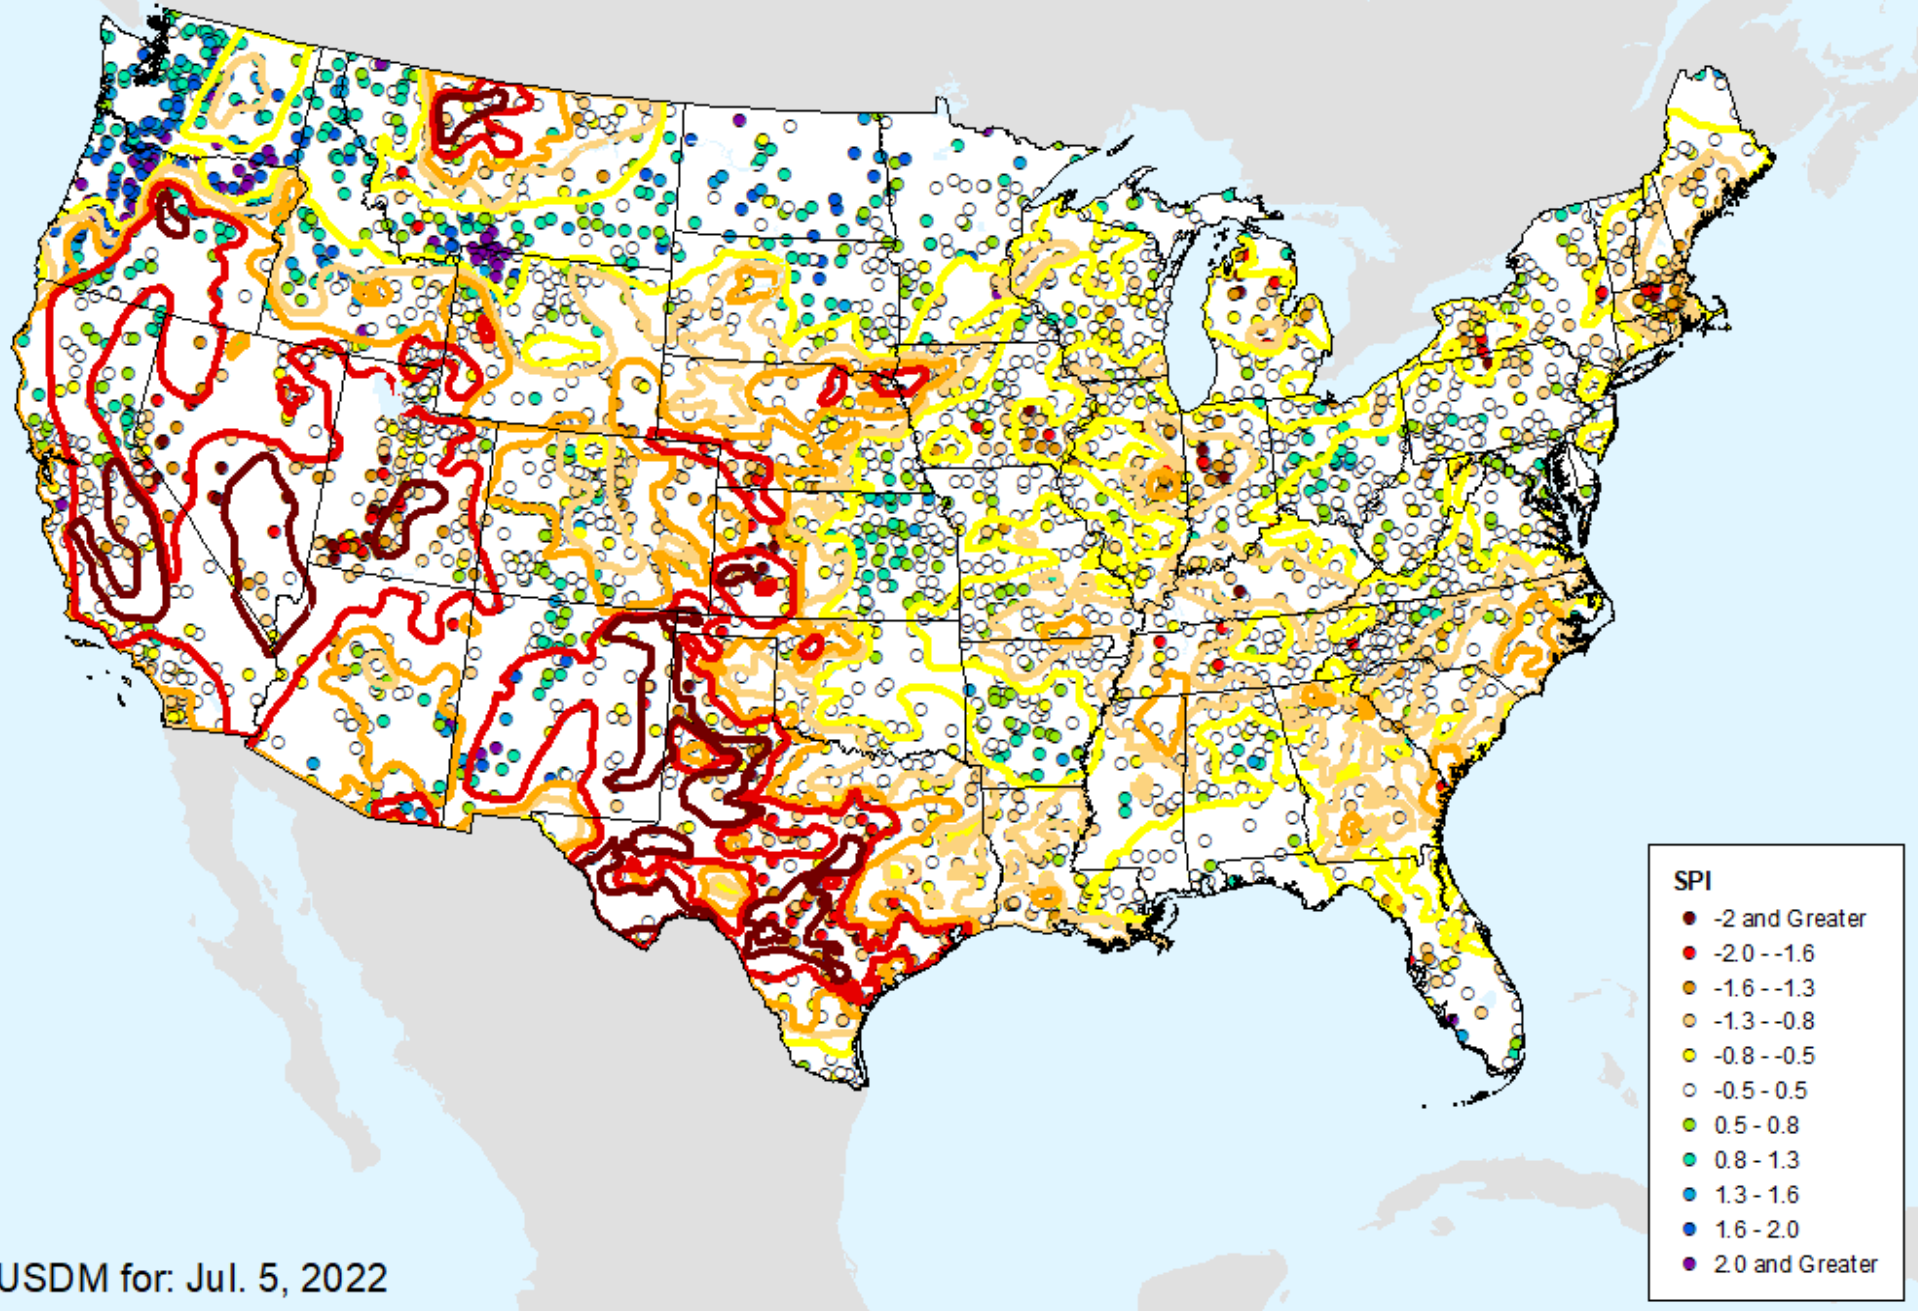 SPI
-2 and Greater
-2.0 - -1.6
-1.6 - -1.3
-1.3 - -0.8
-0.8 - -0.5
-0.5 - 0.5
0.5 - 0.8
0.8 - 1.3
1.3 - 1.6
1.6 - 2.0
2.0 and Greater
USDM for: Jul. 5, 2022